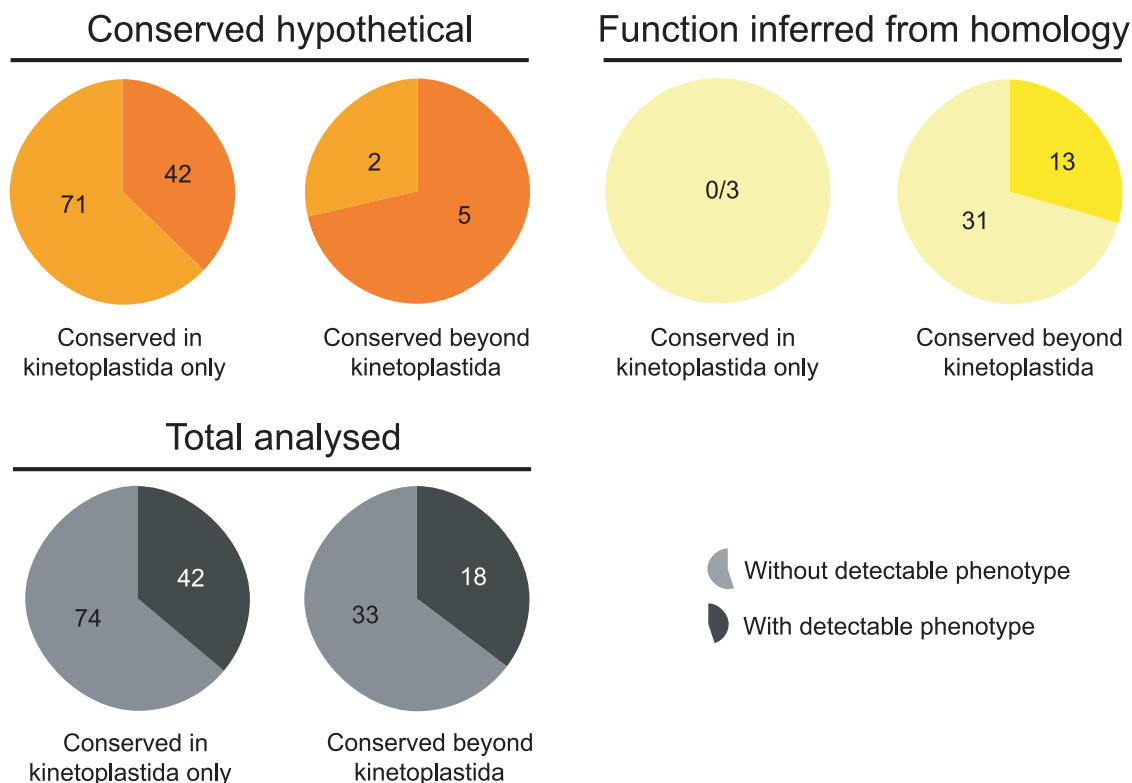 Conserved hypothetical
71
42
2
5
Conserved in
kinetoplastida only
Conserved beyond
kinetoplastida
Function inferred from homology
0/3
13
31
Conserved in
kinetoplastida only
Conserved beyond
kinetoplastida
Total analysed
74
42
33
18
Conserved in
kinetoplastida only
Conserved beyond
kinetoplastida
Without detectable phenotype
With detectable phenotype